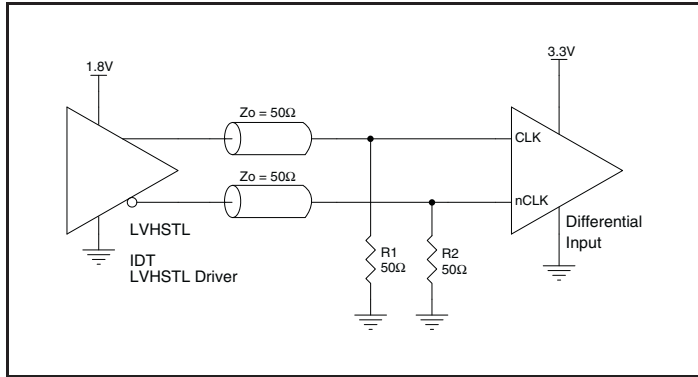 1.8V
3.3V
Zo = 50Ω
CLK
Zo = 50Ω
nCLK
LVHSTL
IDT
LVHSTL Driver
R1
50Ω
R2
50Ω
Differential
Input